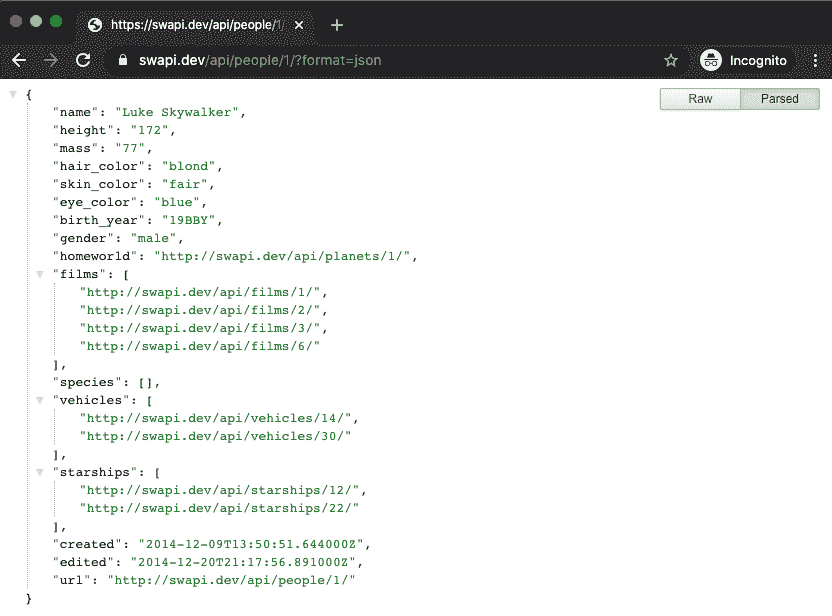 https://swapi.dev/api/people/1/
swapi.dev/api/people/1/?format=json
Incognito
Raw
Parsed
{
"name": "Luke Skywalker",
"height": "172",
"mass": "77",
"hair_color": "blond",
"skin_color": "fair",
"eye_color": "blue",
"birth_year": "19BBY",
"gender": "male",
"homeworld": "http://swapi.dev/api/planets/1/",
"films": [
"http://swapi.dev/api/films/1/",
"http://swapi.dev/api/films/2/",
"http://swapi.dev/api/films/3/",
"http://swapi.dev/api/films/6/"
],
"species": [],
"vehicles": [
"http://swapi.dev/api/vehicles/14/",
"http://swapi.dev/api/vehicles/30/"
],
"starships": [
"http://swapi.dev/api/starships/12/",
"http://swapi.dev/api/starships/22/"
],
"created": "2014-12-09T13:50:51.644000Z",
"edited": "2014-12-20T21:17:56.891000Z",
"url": "http://swapi.dev/api/people/1/"
}